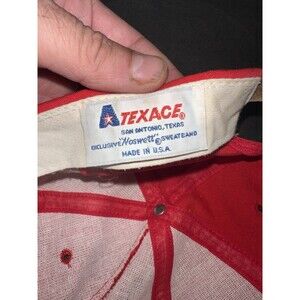 A TEXACE®
SAN ANTONIO, TEXAS
EXCLUSIVE "Noswett"® SWEATBAND
MADE IN U.S.A.